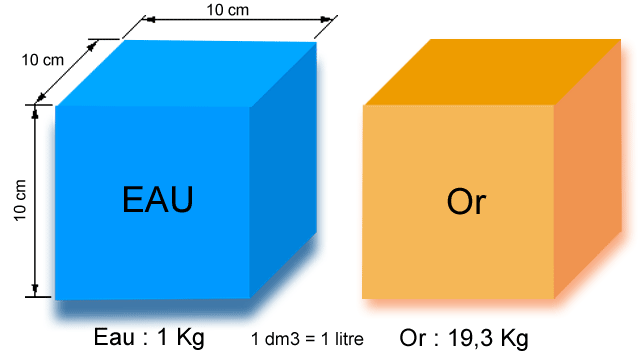 10 cm
10 cm
10 cm
EAU
Or
Eau : 1 Kg
1 dm3 = 1 litre
Or : 19,3 Kg